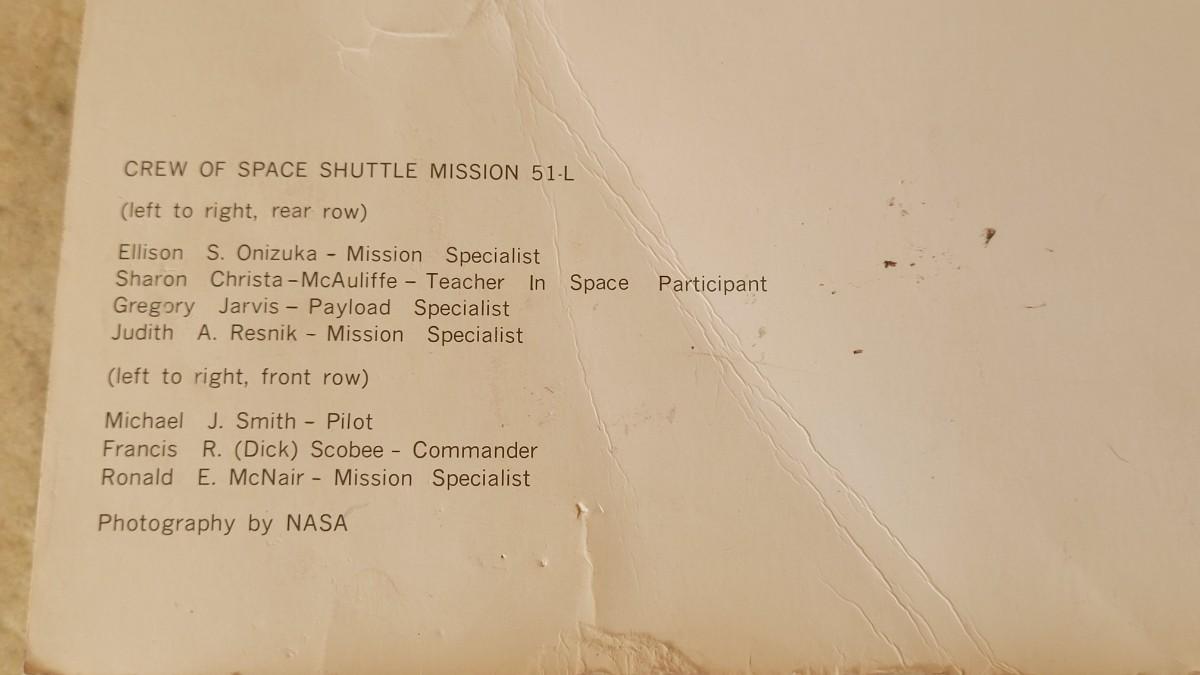 CREW OF SPACE SHUTTLE MISSION 51-L
(left to right, rear row)
Ellison S. Onizuka - Mission Specialist
Sharon Christa-McAuliffe - Teacher In Space Participant
Gregory Jarvis - Payload Specialist
Judith A. Resnik - Mission Specialist
(left to right, front row)
Michael J. Smith - Pilot
Francis R. (Dick) Scobee - Commander
Ronald E. McNair - Mission Specialist
Photography by NASA